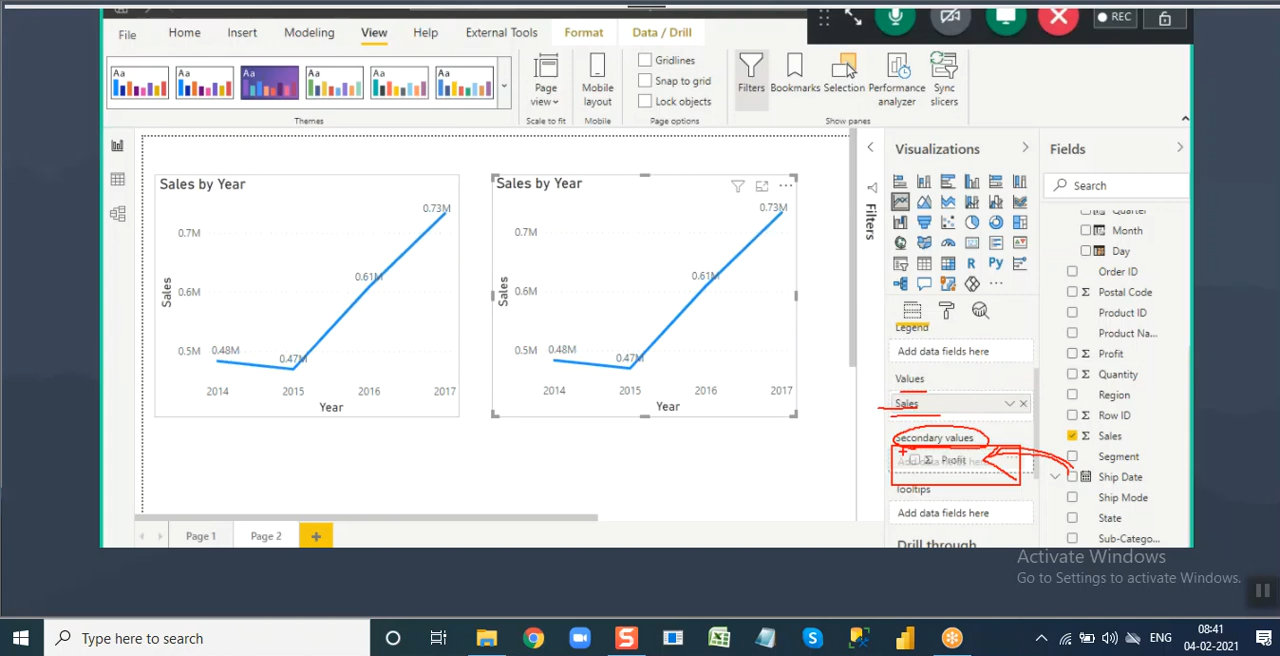 REC
File Home Insert Modeling View Help External Tools Format Data / Drill
Aa Aa Aa Aa Aa Aa
Page view
Mobile layout
Gridlines
Snap to grid
Lock objects
Filters
Bookmarks
Selection
Performance analyzer
Sync slicers
Themes
Scale to fit
Mobile
Page options
Show panes
Sales by Year
0.73M
0.7M
0.61M
0.6M
0.5M
0.48M
0.47M
Sales
2014 2015 2016 2017
Year
Sales by Year
0.73M
0.7M
0.61M
0.6M
0.5M
0.48M
0.47M
Sales
2014 2015 2016 2017
Year
Filters
Visualizations
R Py
Legend
Add data fields here
Values
Sales
Secondary values
Σ Profit
Tooltips
Add data fields here
Drill through
Fields
Search
Quarter
Month
Day
Order ID
Σ Postal Code
Product ID
Product Na...
Σ Profit
Σ Quantity
Region
Σ Row ID
Σ Sales
Segment
Ship Date
Ship Mode
State
Sub-Catego...
Page 1 Page 2
Activate Windows
Go to Settings to activate Windows.
Type here to search
ENG
08:41
04-02-2021